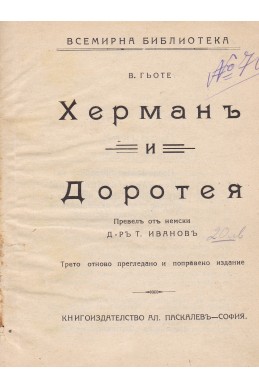 ВСЕМИРНА БИБЛИОТЕКА
В. ГЬОТЕ
Херманъ
и
Доротея
Превелъ отъ немски
Д-РЪ Т. ИВАНОВЪ
Трето отново прегледано и поправено издание
КНИГОИЗДАТЕЛСТВО АЛ. ПАСКАЛЕВЪ—СОФИЯ.